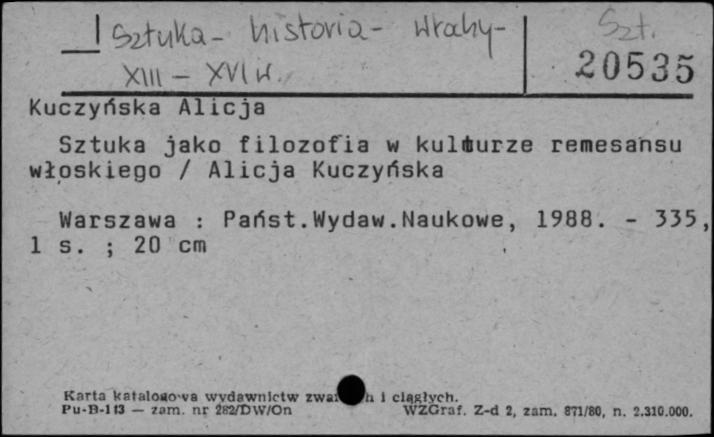 Sztuka - historia - Włochy - Szt.
XIII - XVI w. 20535
Kuczyńska Alicja
Sztuka jako filozofia w kulturze remesansu
włoskiego / Alicja Kuczyńska
Warszawa : Państ.Wydaw.Naukowe, 1988. - 335,
1 s. ; 20 cm
Karta katalogowa wydawnictw i ciągłych.
Pu-B-113 — zam. nr 282/DW/On WZGraf. Z-d 2, zam. 871/80, n. 2.310.000.